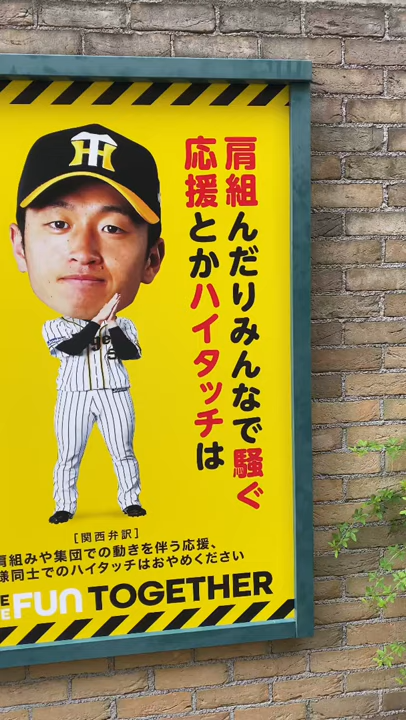 肩組んだりみんなで騒ぐ
応援とかハイタッチは
[関西弁訳]
肩組みや集団での動きを伴う応援、
様同士でのハイタッチはおやめください
FUN TOGETHER